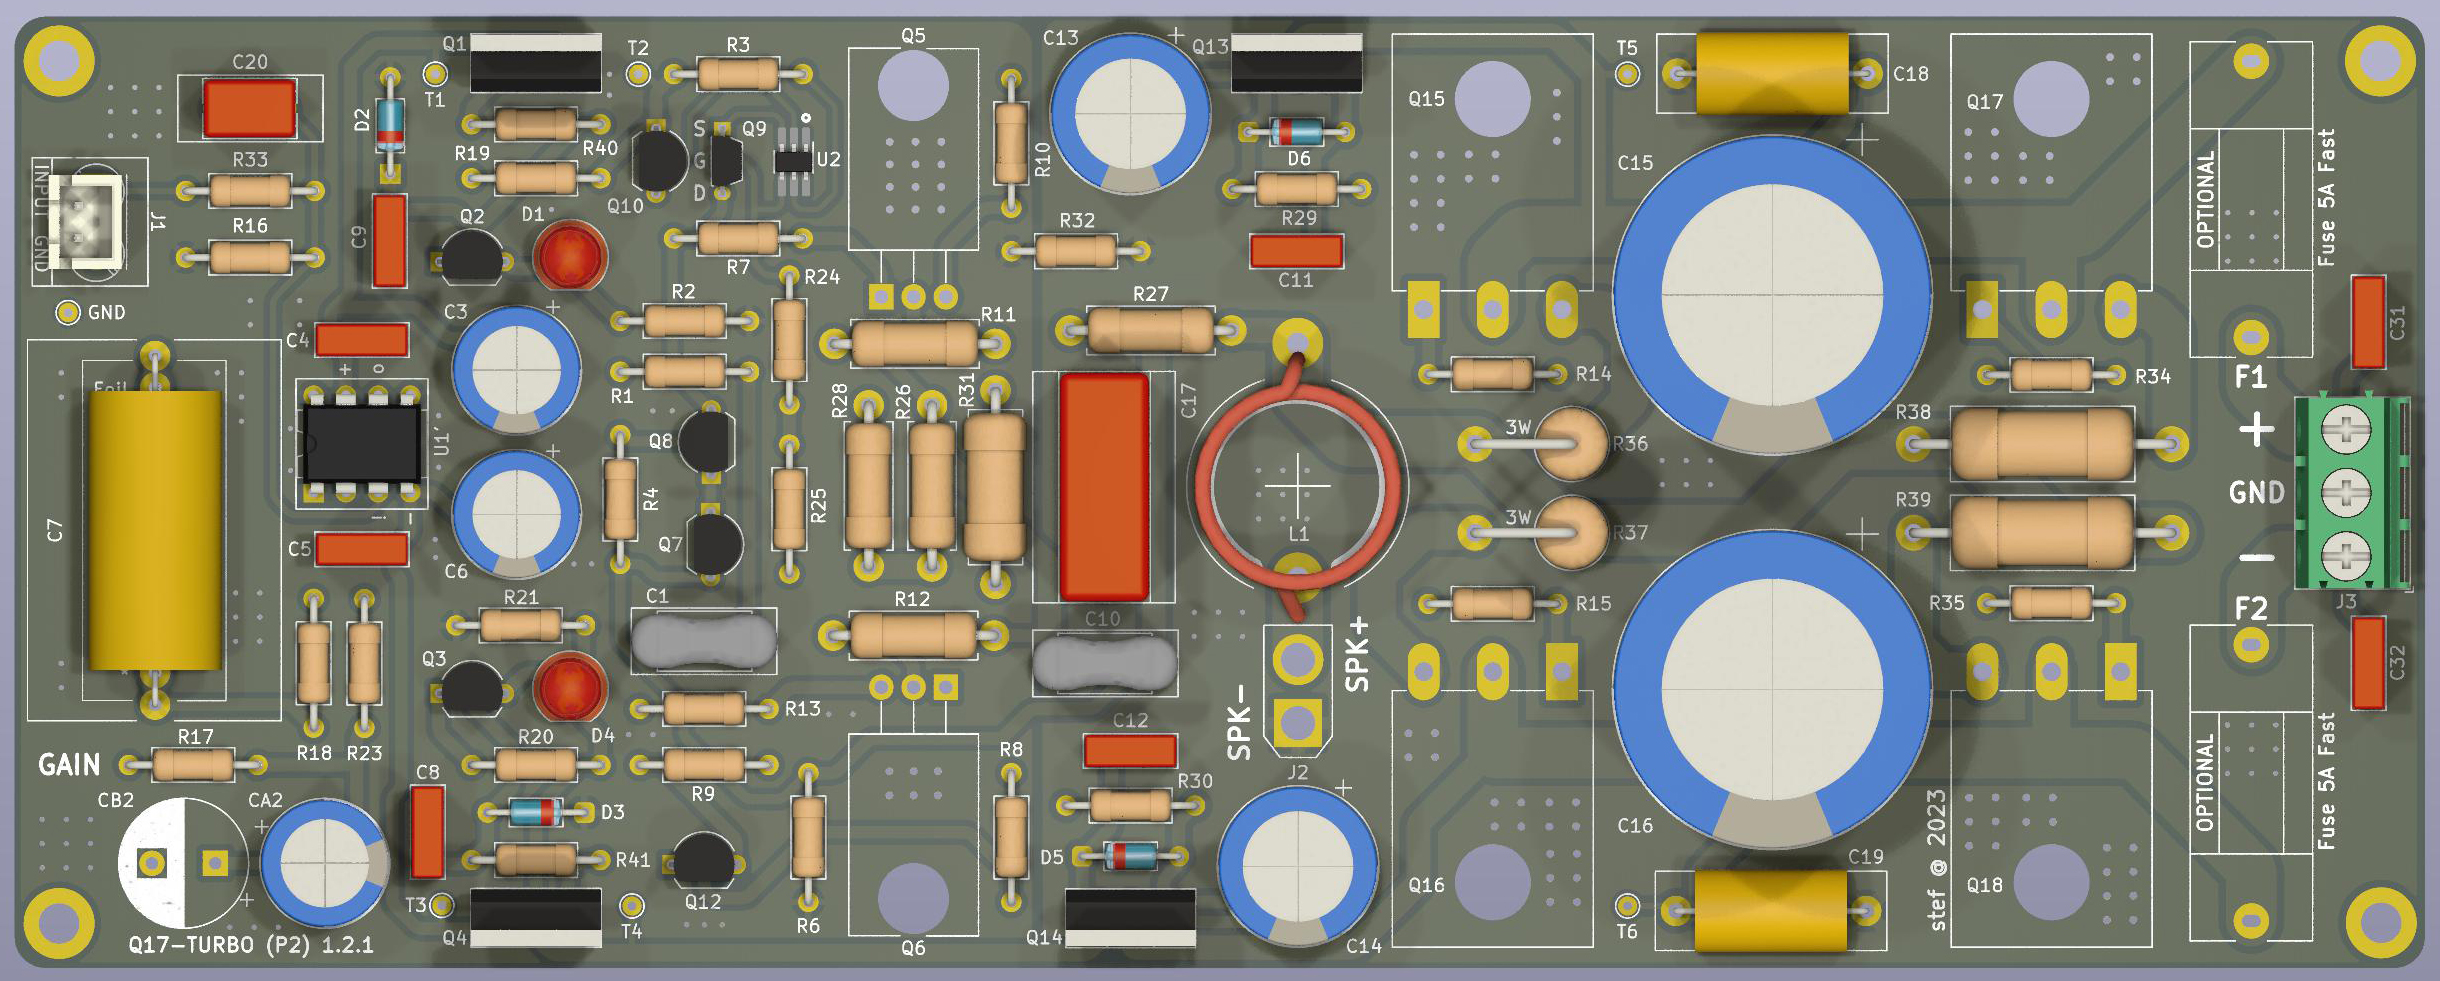 Q1
T2
R3
Q5
C13
Q13
T5
C20
C18
T1
D2
Q15
Q17
S
Q9
R19
R40
U2
R10
D6
OPTIONAL
Fuse 5A Fast
R33
G
C15
INPUT GND
J1
D
R16
Q2
D1
Q10
R29
C9
R32
R7
R24
C11
GND
C3
R2
R11
R27
C31
C4
+ o
R14
R34
F1
R1
R28
R26
R31
C17
R38
+
U1'
Q8
3W
R36
C7
R4
R25
GND
R39
L1
3W
R37
C5
i −
Q7
−
C6
R21
C1
R12
C10
R15
R35
F2
J3
SPK+
SPK−
Q3
C32
R13
C12
R18
R23
D4
GAIN
R17
R20
R9
R8
J2
OPTIONAL
Fuse 5A Fast
C8
R30
CB2
CA2
D3
C16
stef @ 2023
R41
D5
C19
Q16
Q18
T3
Q12
Q4
T4
R6
Q14
C14
T6
Q17-TURBO (P2) 1.2.1
Q6